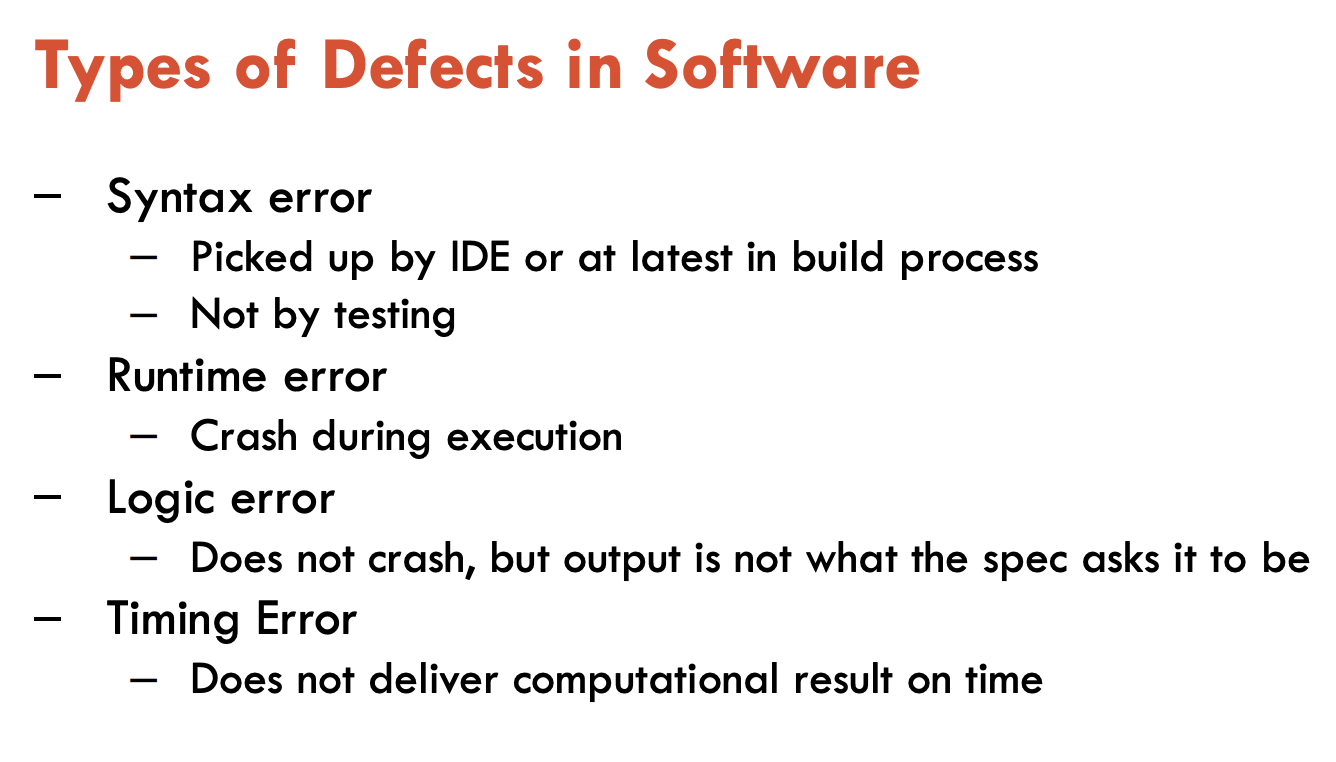 Types of Defects in Software
– Syntax error
– Picked up by IDE or at latest in build process
– Not by testing
– Runtime error
– Crash during execution
– Logic error
– Does not crash, but output is not what the spec asks it to be
– Timing Error
– Does not deliver computational result on time